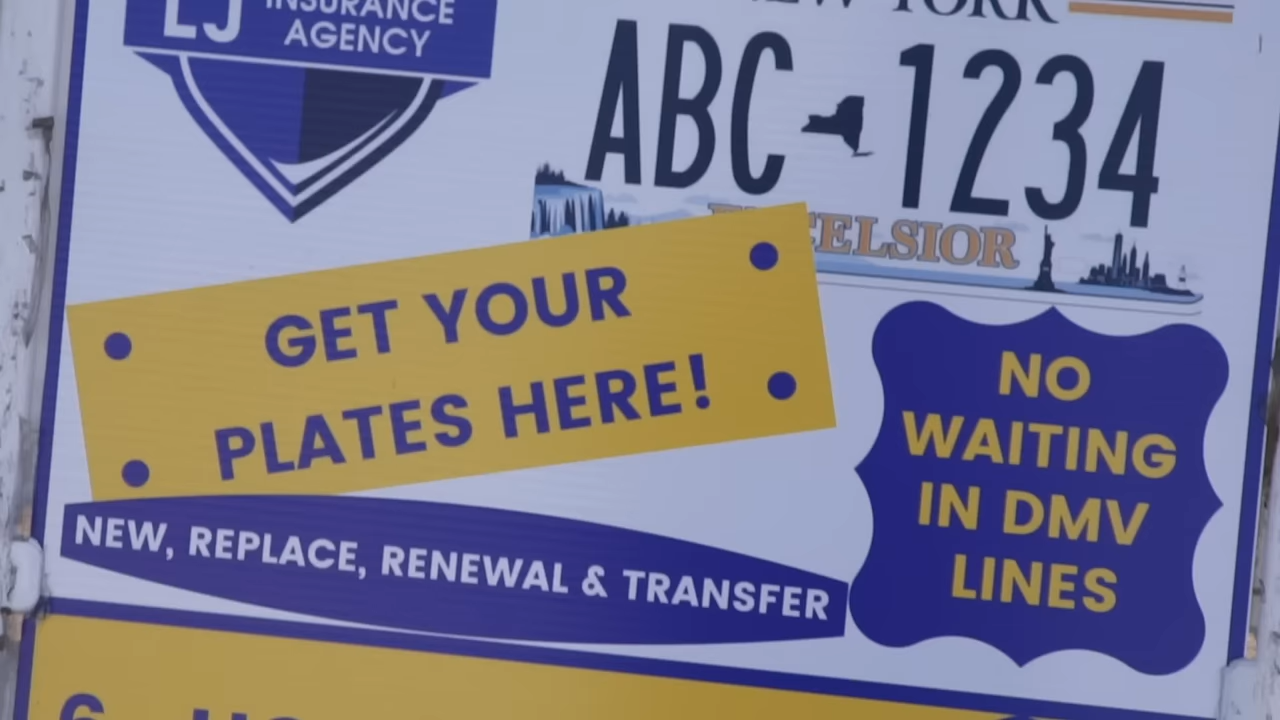 LJ
INSURANCE
AGENCY
NEW YORK
ABC 1234
EXCELSIOR
GET YOUR
PLATES HERE!
NEW, REPLACE, RENEWAL & TRANSFER
NO
WAITING
IN DMV
LINES